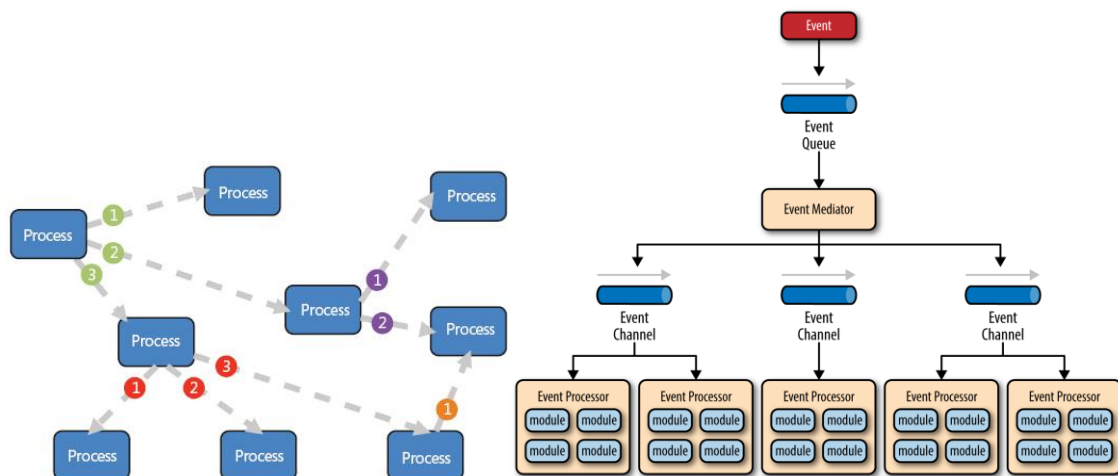 Process
1
2
3
Process
Process
1
2
Process
Process
Process
1
2
3
1
Process
Process
Process
Event
Event
Queue
Event Mediator
Event
Channel
Event
Channel
Event
Channel
Event Processor
module module
module module
Event Processor
module module
module module
Event Processor
module module
module module
Event Processor
module module
module module
Event Processor
module module
module module